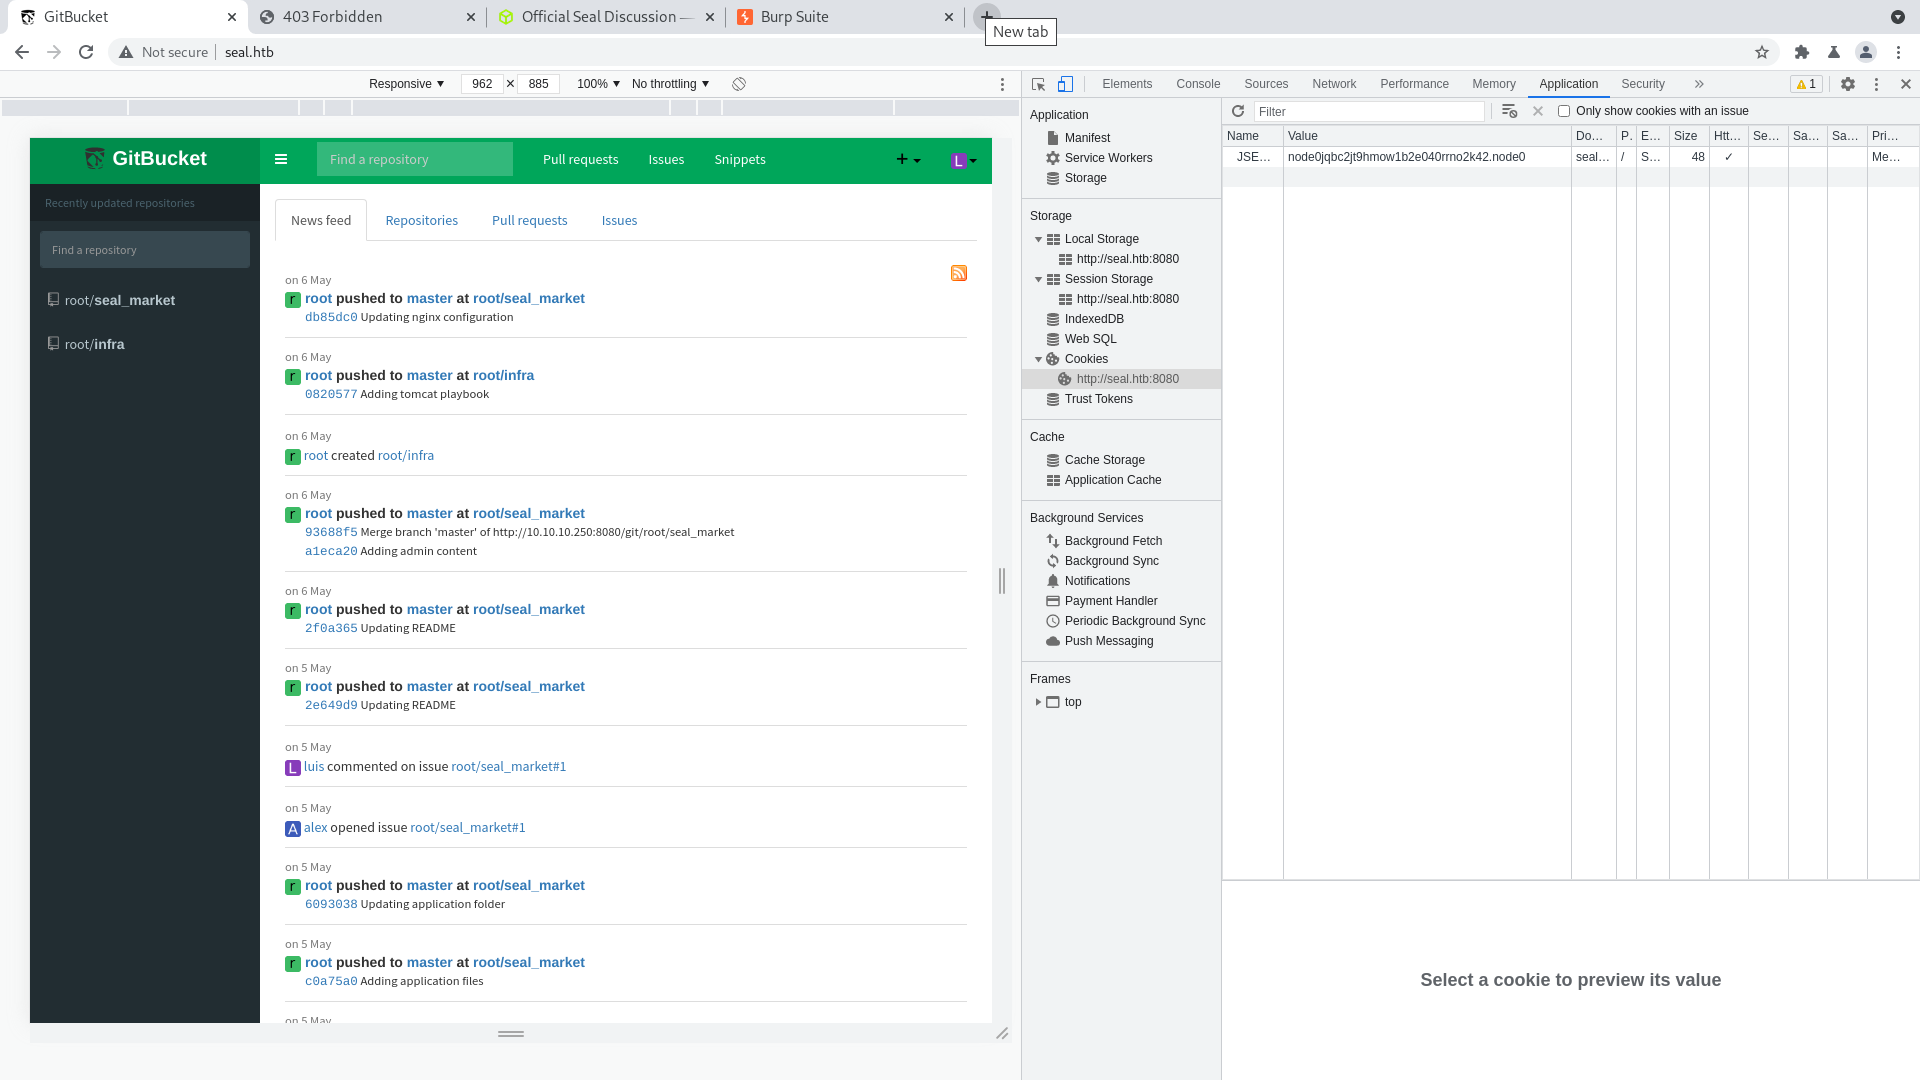 GitBucket
403 Forbidden
Official Seal Discussion —
Burp Suite
New tab
Not secure
seal.htb
Responsive
962 × 885
100%
No throttling
Elements
Console
Sources
Network
Performance
Memory
Application
Security
1
GitBucket
Find a repository
Pull requests
Issues
Snippets
L
Recently updated repositories
Find a repository
root/seal_market
root/infra
News feed
Repositories
Pull requests
Issues
on 6 May
r root pushed to master at root/seal_market
db85dc0 Updating nginx configuration
on 6 May
r root pushed to master at root/infra
0820577 Adding tomcat playbook
on 6 May
r root created root/infra
on 6 May
r root pushed to master at root/seal_market
93688f5 Merge branch 'master' of http://10.10.10.250:8080/git/root/seal_market
a1eca20 Adding admin content
on 6 May
r root pushed to master at root/seal_market
2f0a365 Updating README
on 5 May
r root pushed to master at root/seal_market
2e649d9 Updating README
on 5 May
L luis commented on issue root/seal_market#1
on 5 May
A alex opened issue root/seal_market#1
on 5 May
r root pushed to master at root/seal_market
6093038 Updating application folder
on 5 May
r root pushed to master at root/seal_market
c0a75a0 Adding application files
on 5 May
Application
Manifest
Service Workers
Storage
Storage
Local Storage
http://seal.htb:8080
Session Storage
http://seal.htb:8080
IndexedDB
Web SQL
Cookies
http://seal.htb:8080
Trust Tokens
Cache
Cache Storage
Application Cache
Background Services
Background Fetch
Background Sync
Notifications
Payment Handler
Periodic Background Sync
Push Messaging
Frames
top
Filter
Only show cookies with an issue
Name Value Do... P. E... Size Htt... Se... Sa... Sa... Pri...
JSE... node0jqbc2jt9hmow1b2e040rrno2k42.node0 seal... / S... 48 ✓ Me...
Select a cookie to preview its value